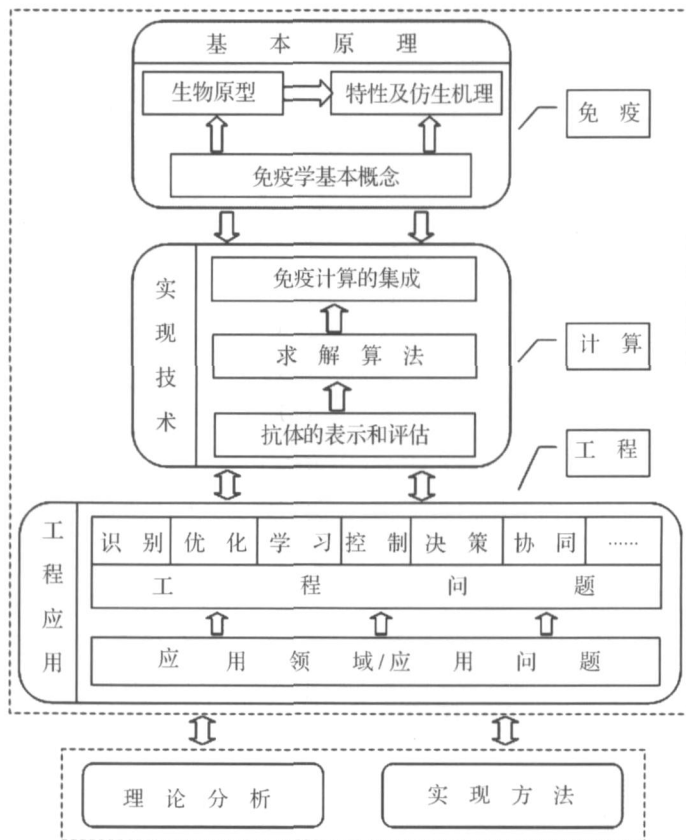 基本原理
生物原型
特性及仿生机理
免疫学基本概念
免疫
实现技术
免疫计算的集成
求解算法
抗体的表示和评估
计算
工程
工程应用
识别 优化 学习 控制 决策 协同 ……
工程问题
应用领域/应用问题
理论分析
实现方法